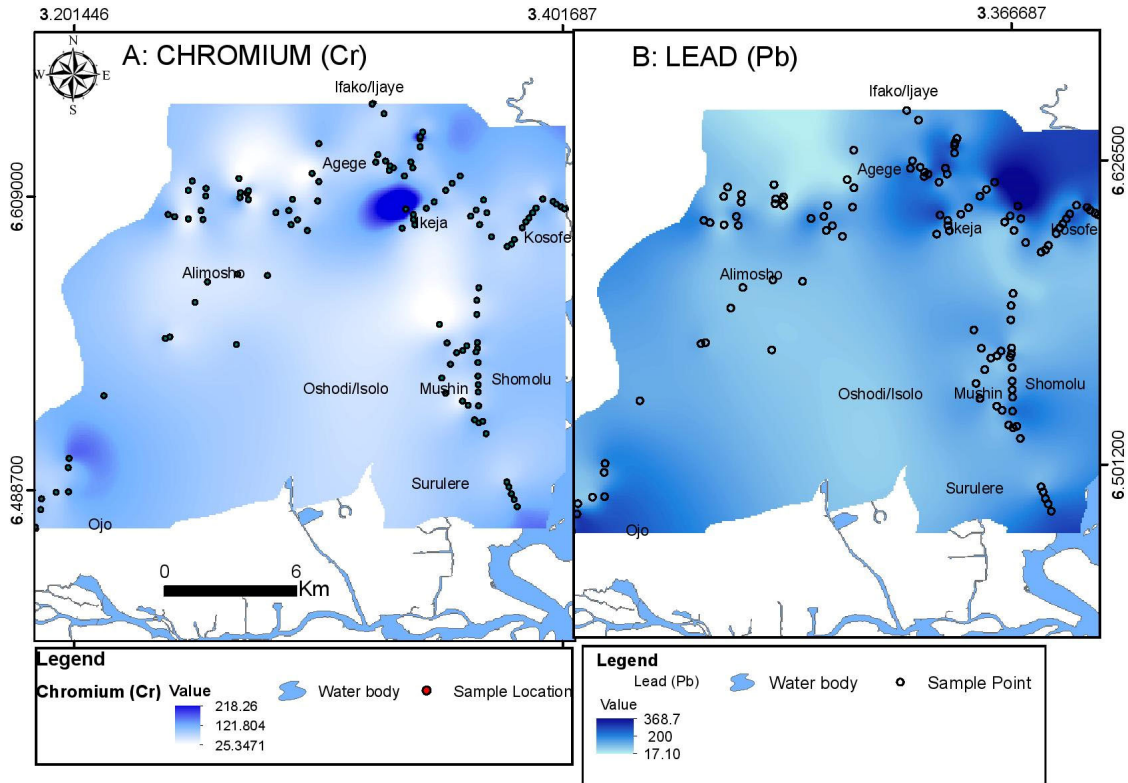 3.201446
3.401687
3.366687
N
W E
S
A: CHROMIUM (Cr)
Ifako/Ijaye
Agege
Ikeja
Kosofe
Alimosho
Oshodi/Isolo
Mushin
Shomolu
Surulere
Ojo
0 6
Km
6.609000
6.488700
B: LEAD (Pb)
Ifako/Ijaye
Agege
Ikeja
Kosofe
Alimosho
Oshodi/Isolo
Mushin
Shomolu
Surulere
Ojo
6.626500
6.501200
Legend
Chromium (Cr) Value
218.26
121.804
25.3471
Water body
Sample Location
Legend
Lead (Pb)
Value
368.7
200
17.10
Water body
Sample Point